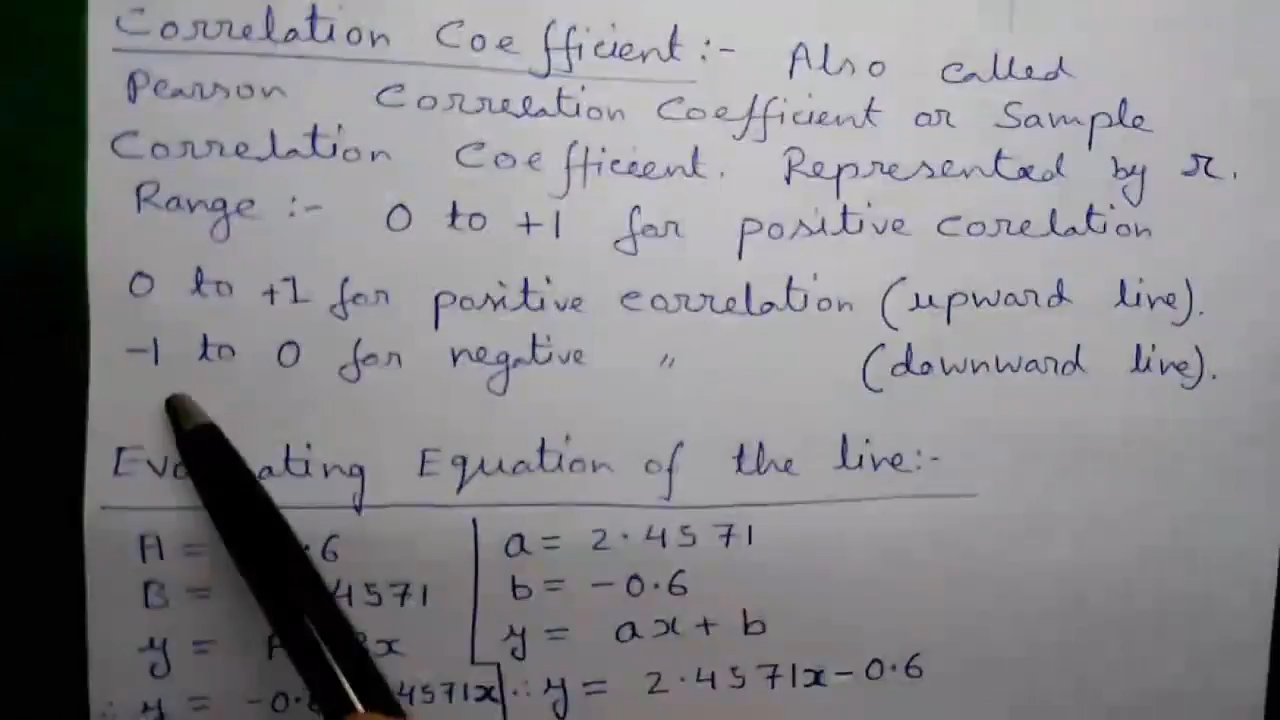 Correlation Coefficient :- Also called
Pearson Correlation Coefficient or Sample
Correlation Coefficient. Represented by r.
Range :- 0 to +1 for positive corelation
0 to +1 for positive correlation (upward line).
-1 to 0 for negative " (downward line).
Equation of the line:-
A = 6
B = 4571
y = x
∴ y = -0. 4571x
a = 2.4571
b = -0.6
y = ax + b
∴ y = 2.4571x - 0.6